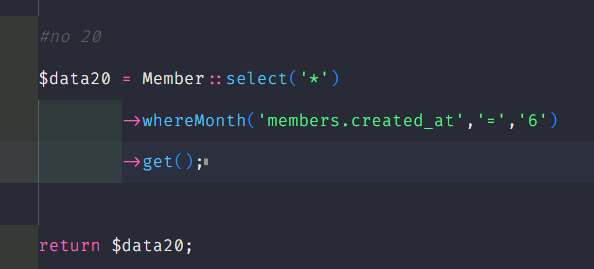 #no 20
$data20 = Member::select('*')
->whereMonth('members.created_at','=','6')
->get();
return $data20;